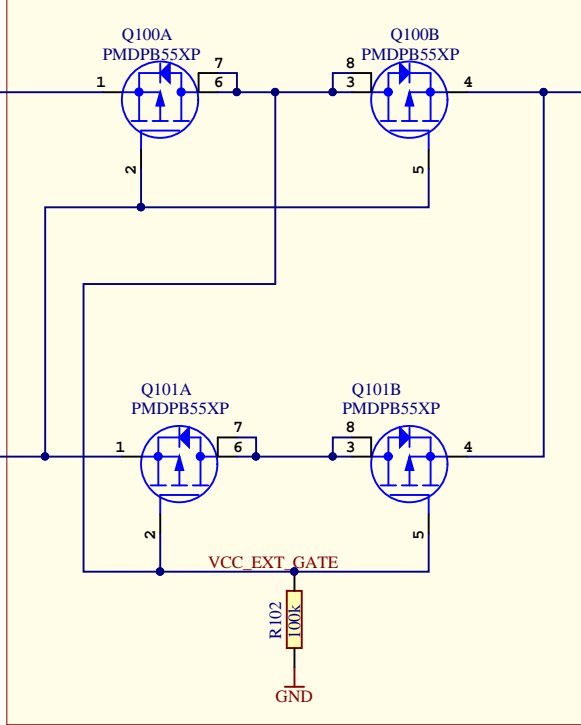 Q100A
PMDPB55XP
Q100B
PMDPB55XP
1
7
6
8
3
4
2
5
Q101A
PMDPB55XP
Q101B
PMDPB55XP
1
7
6
8
3
4
2
5
VCC_EXT_GATE
R102
100k
GND